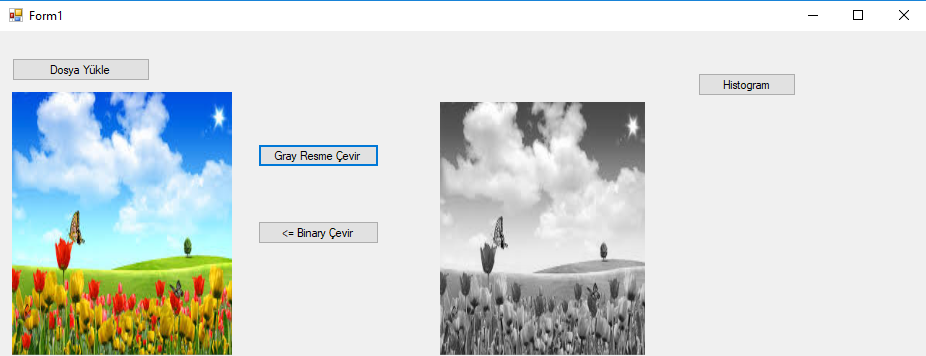 Form1
Dosya Yükle
Histogram
Gray Resme Çevir
<= Binary Çevir